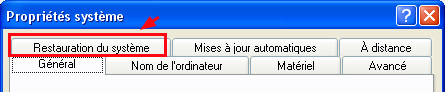 Propriétés système
Restauration du système Mises à jour automatiques À distance
Général Nom de l'ordinateur Matériel Avancé